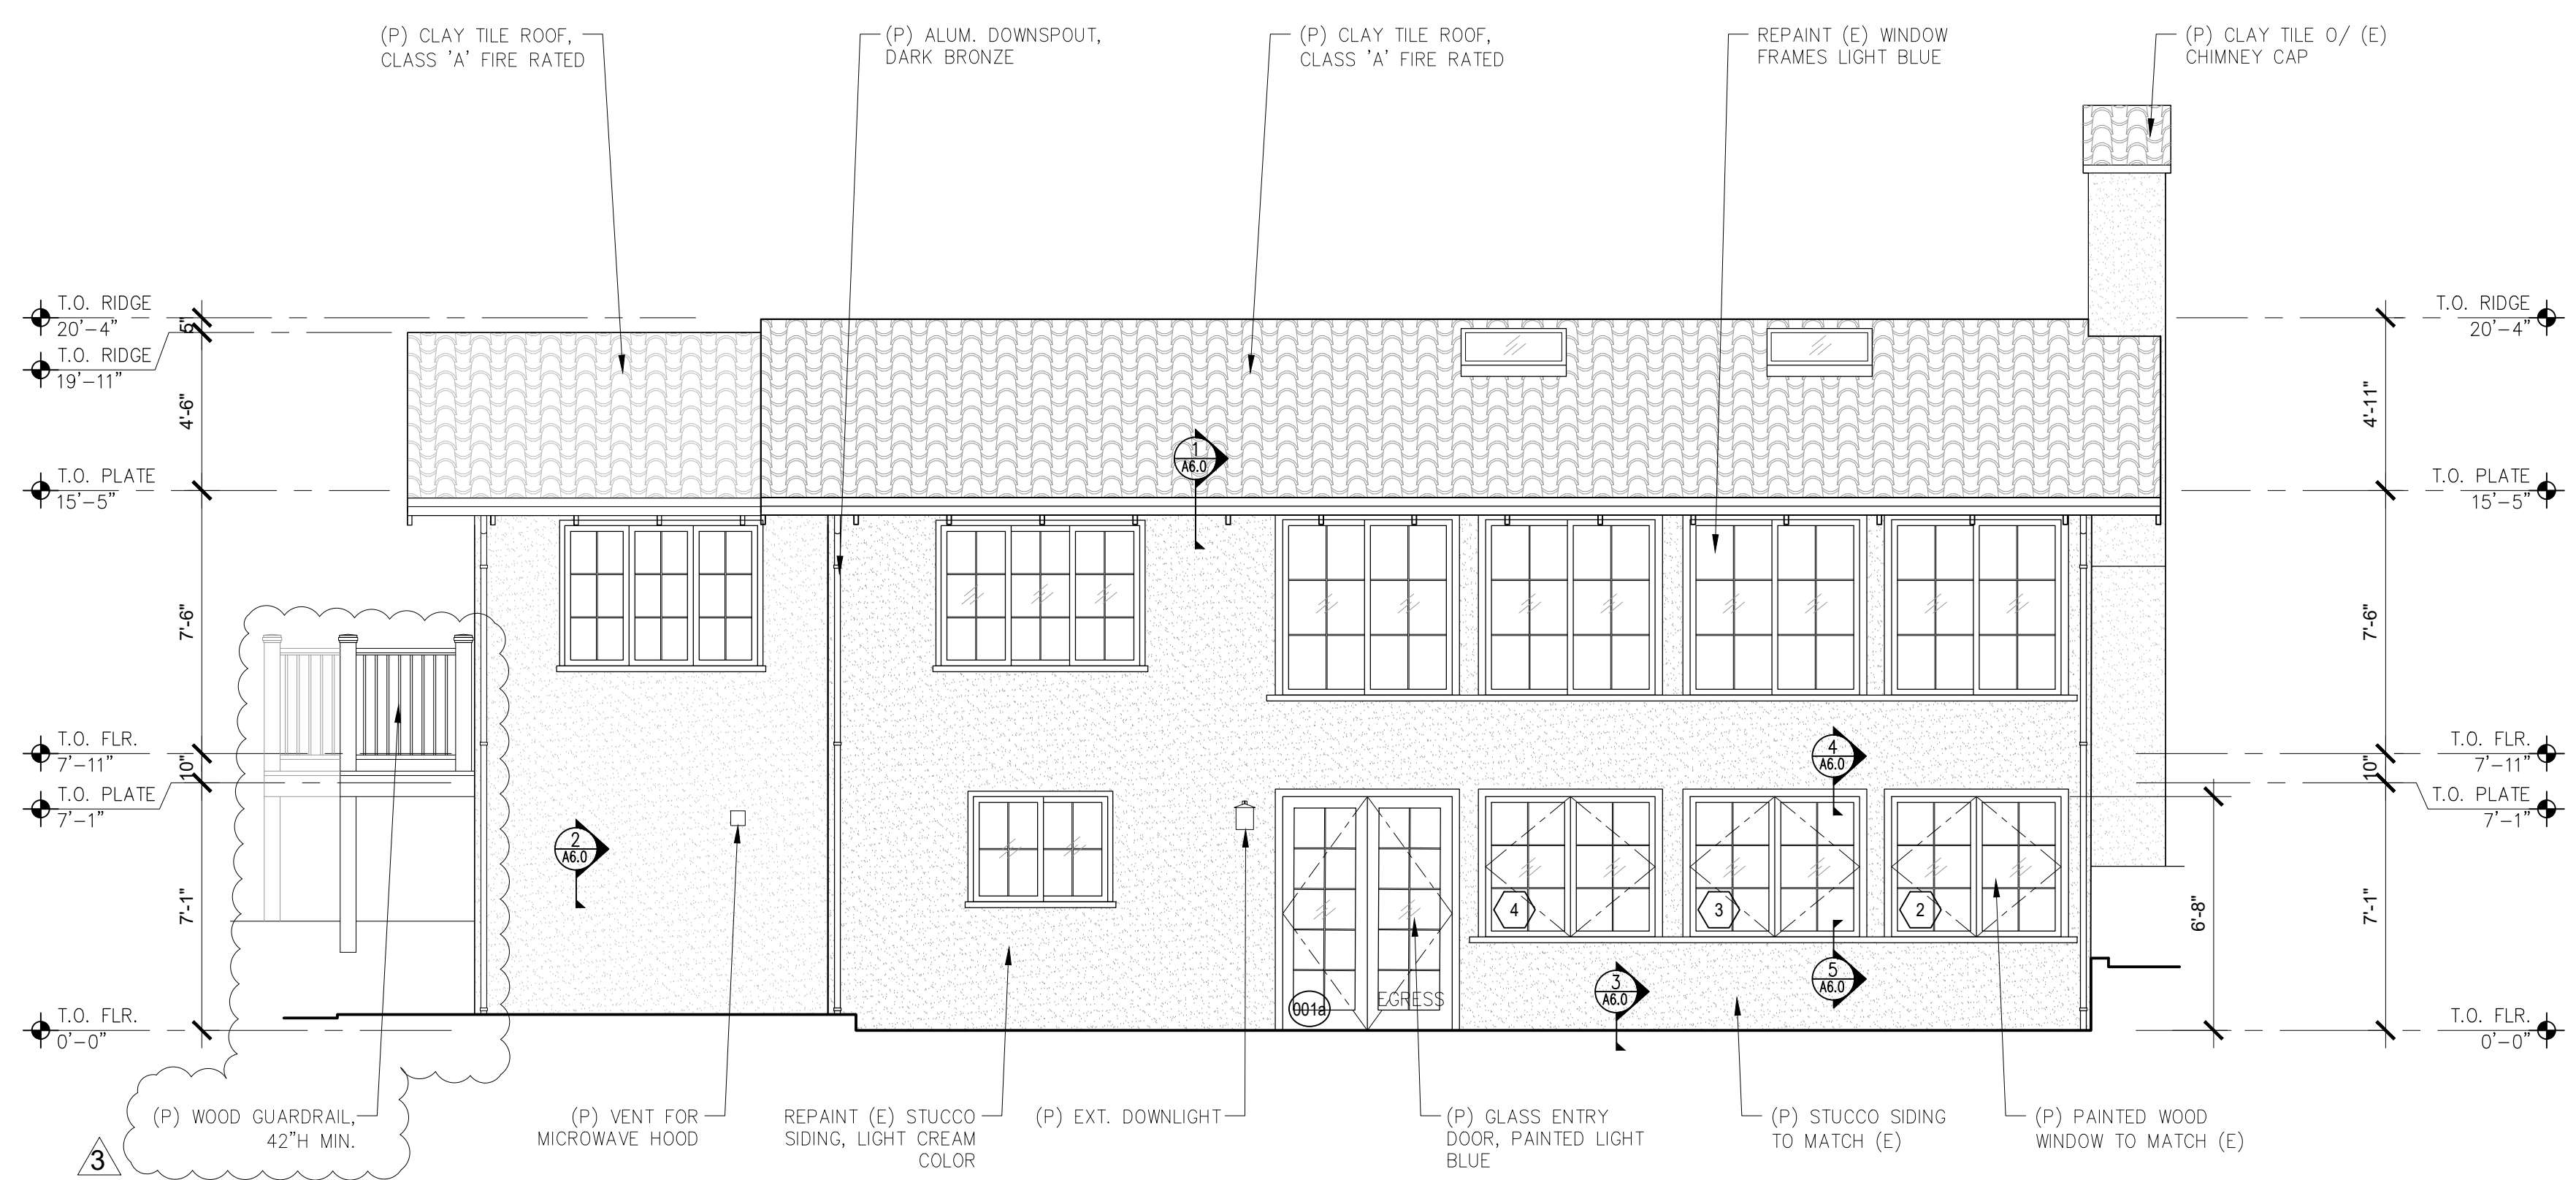 (P) CLAY TILE ROOF,
CLASS 'A' FIRE RATED
(P) ALUM. DOWNSPOUT,
DARK BRONZE
(P) CLAY TILE ROOF,
CLASS 'A' FIRE RATED
REPAINT (E) WINDOW
FRAMES LIGHT BLUE
(P) CLAY TILE O/ (E)
CHIMNEY CAP
T.O. RIDGE
20'-4"
T.O. RIDGE
19'-11"
T.O. PLATE
15'-5"
T.O. FLR.
7'-11"
T.O. PLATE
7'-1"
T.O. FLR.
0'-0"
5"
4'-6"
7'-6"
10"
7'-1"
1
A6.0
2
A6.0
4
A6.0
4
3
2
001a
EGRESS
3
A6.0
5
A6.0
6'-8"
4'-11"
7'-6"
10"
7'-1"
T.O. RIDGE
20'-4"
T.O. PLATE
15'-5"
T.O. FLR.
7'-11"
T.O. PLATE
7'-1"
T.O. FLR.
0'-0"
3
(P) WOOD GUARDRAIL,
42"H MIN.
(P) VENT FOR
MICROWAVE HOOD
REPAINT (E) STUCCO
SIDING, LIGHT CREAM
COLOR
(P) EXT. DOWNLIGHT
(P) GLASS ENTRY
DOOR, PAINTED LIGHT
BLUE
(P) STUCCO SIDING
TO MATCH (E)
(P) PAINTED WOOD
WINDOW TO MATCH (E)